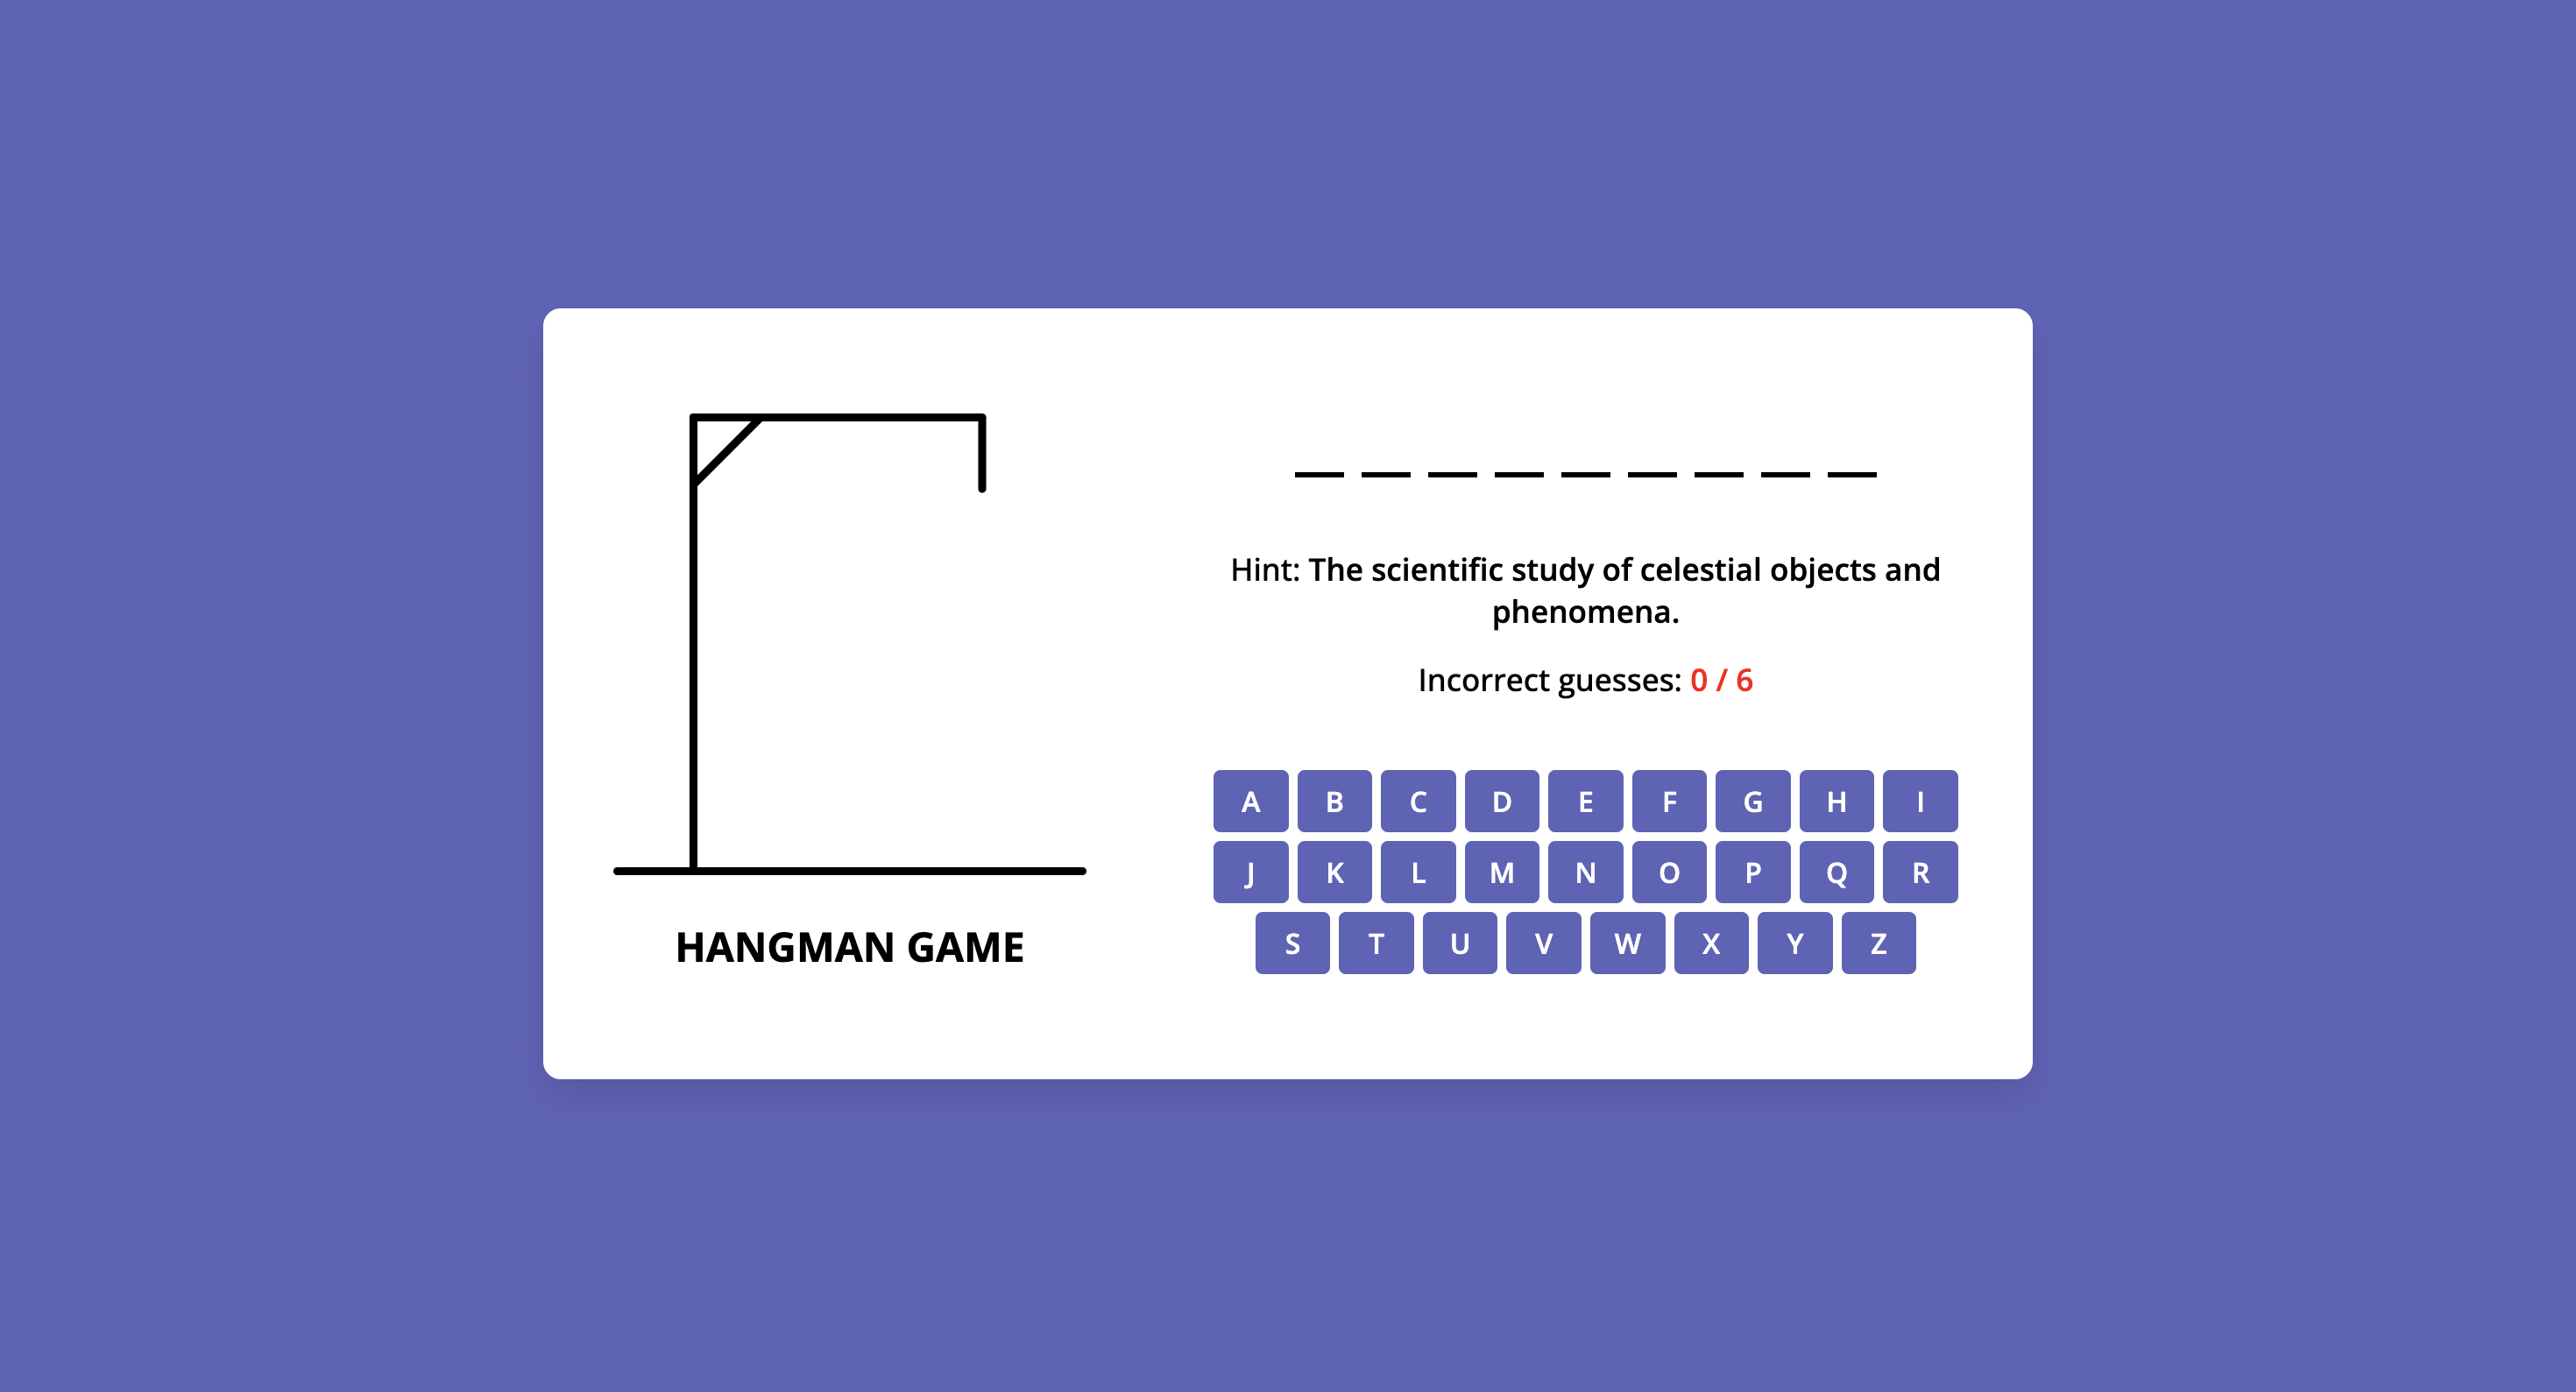 Hint: The scientific study of celestial objects and
phenomena.
Incorrect guesses: 0 / 6
A B C D E F G H I
J K L M N O P Q R
S T U V W X Y Z
HANGMAN GAME